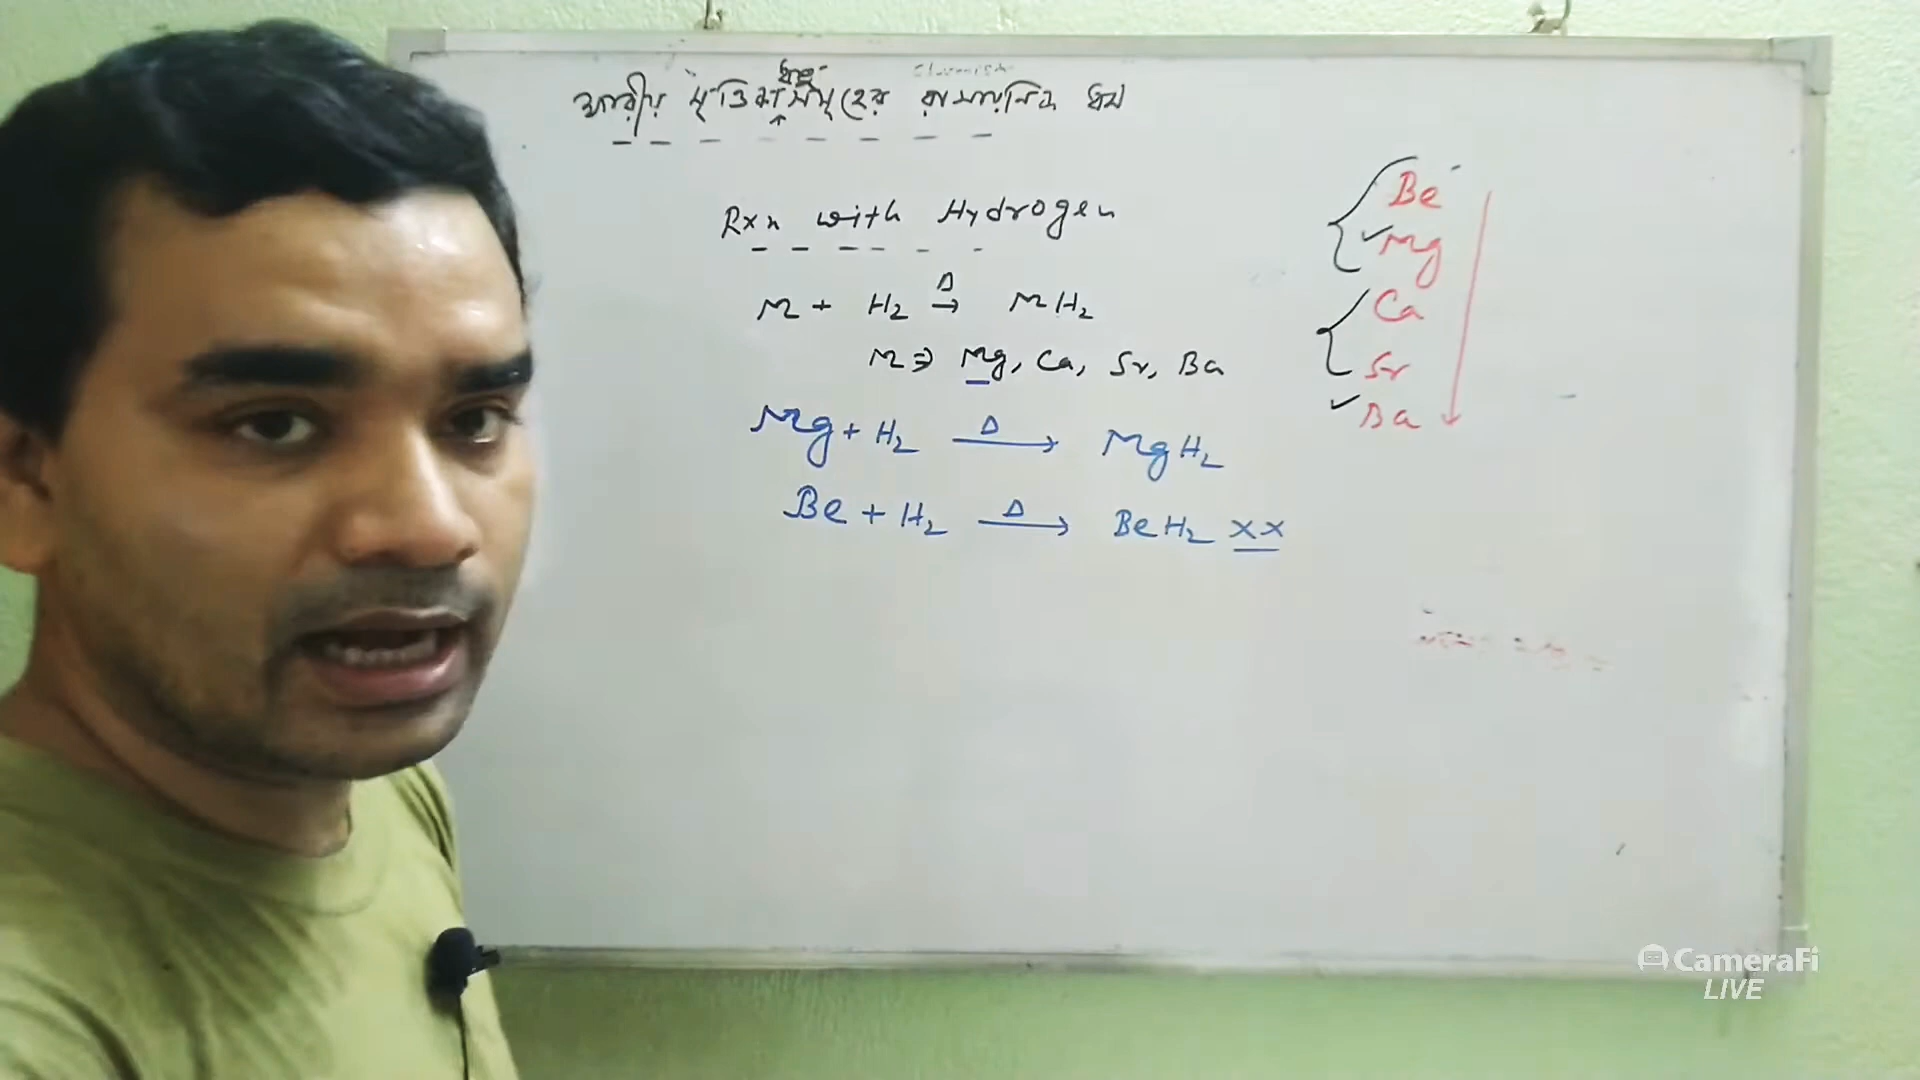 ক্ষারীয় মৃত্তিকা ধাতুসমূহের রাসায়নিক ধর্ম
Rxn with Hydrogen
M + H₂ Δ→ MH₂
M ⇒ Mg, Ca, Sr, Ba
Mg + H₂ Δ→ MgH₂
Be + H₂ Δ→ BeH₂ xx
Be
Mg
Ca
Sr
Ba
CameraFi
LIVE